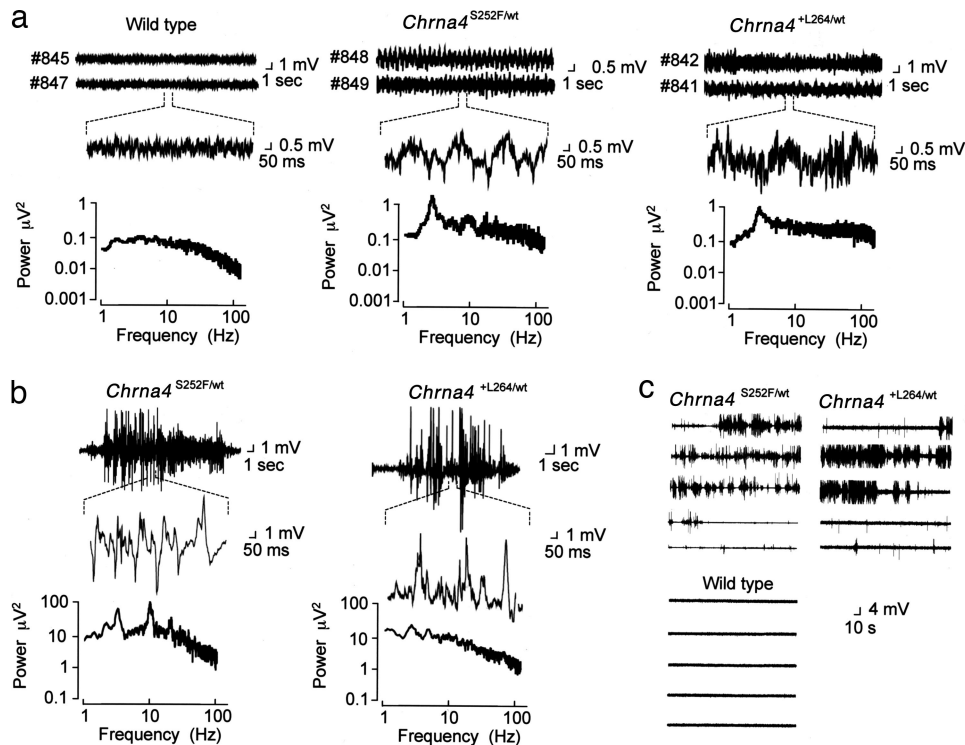 a
Wild type
#845
#847
1 mV
1 sec
0.5 mV
50 ms
Power μV2
1
0.1
0.01
0.001
1 10 100
Frequency (Hz)
Chrna4 S252F/wt
#848
#849
0.5 mV
1 sec
0.5 mV
50 ms
Power μV2
1
0.1
0.01
0.001
1 10 100
Frequency (Hz)
Chrna4 +L264/wt
#842
#841
1 mV
1 sec
0.5 mV
50 ms
Power μV2
1
0.1
0.01
0.001
1 10 100
Frequency (Hz)
b
Chrna4 S252F/wt
1 mV
1 sec
1 mV
50 ms
Power μV2
100
10
1
0.1
1 10 100
Frequency (Hz)
Chrna4 +L264/wt
1 mV
1 sec
1 mV
50 ms
Power μV2
100
10
1
0.1
1 10 100
Frequency (Hz)
c
Chrna4 S252F/wt
Chrna4 +L264/wt
Wild type
4 mV
10 s